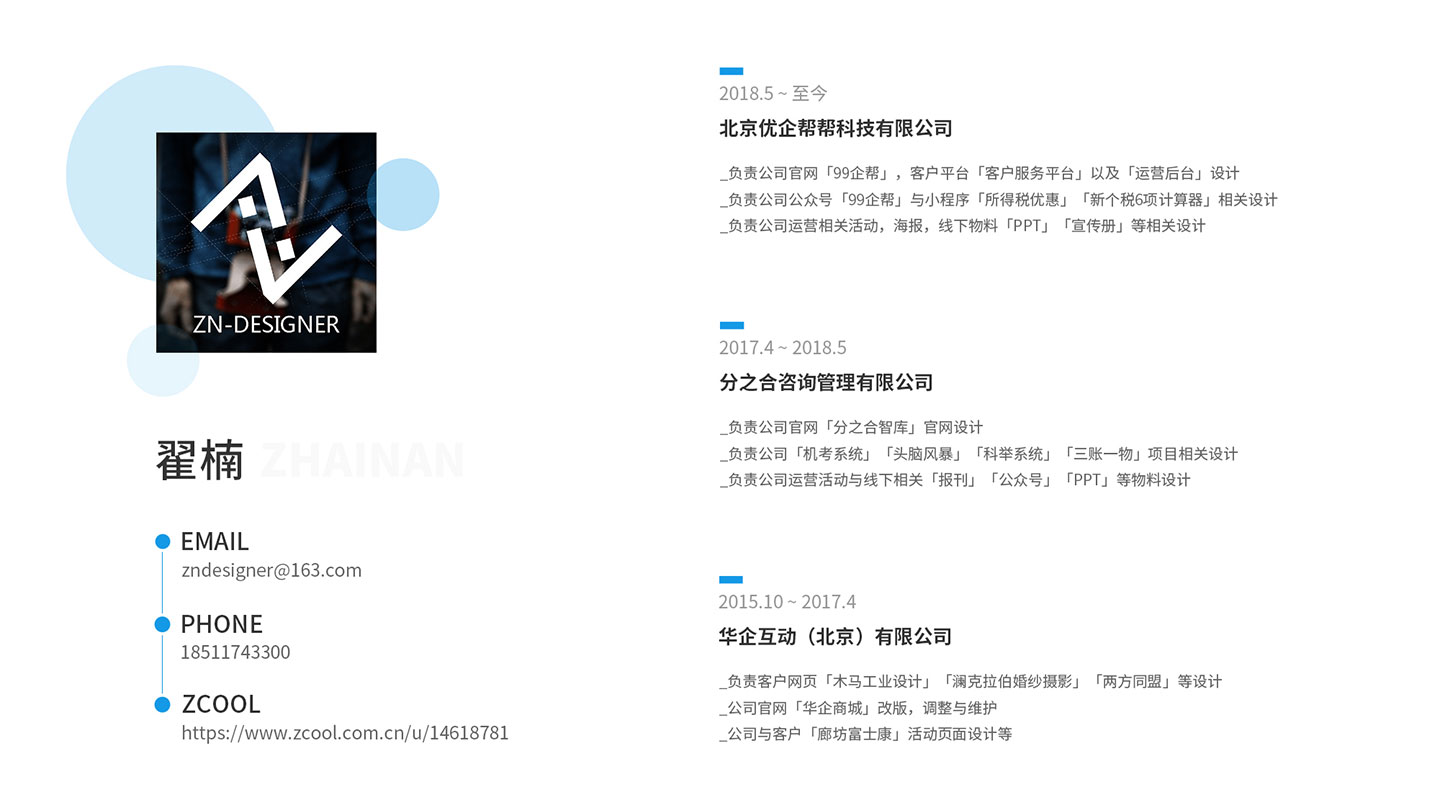 ZN-DESIGNER
翟楠 ZHAINAN
EMAIL
zndesigner@163.com
PHONE
18511743300
ZCOOL
https://www.zcool.com.cn/u/14618781
2018.5 ~ 至今
北京优企帮帮科技有限公司
_负责公司官网「99企帮」，客户平台「客户服务平台」以及「运营后台」设计
_负责公司公众号「99企帮」与小程序「所得税优惠」「新个税6项计算器」相关设计
_负责公司运营相关活动，海报，线下物料「PPT」「宣传册」等相关设计
2017.4 ~ 2018.5
分之合咨询管理有限公司
_负责公司官网「分之合智库」官网设计
_负责公司「机考系统」「头脑风暴」「科举系统」「三账一物」项目相关设计
_负责公司运营活动与线下相关「报刊」「公众号」「PPT」等物料设计
2015.10 ~ 2017.4
华企互动（北京）有限公司
_负责客户网页「木马工业设计」「澜克拉伯婚纱摄影」「两方同盟」等设计
_公司官网「华企商城」改版，调整与维护
_公司与客户「廊坊富士康」活动页面设计等